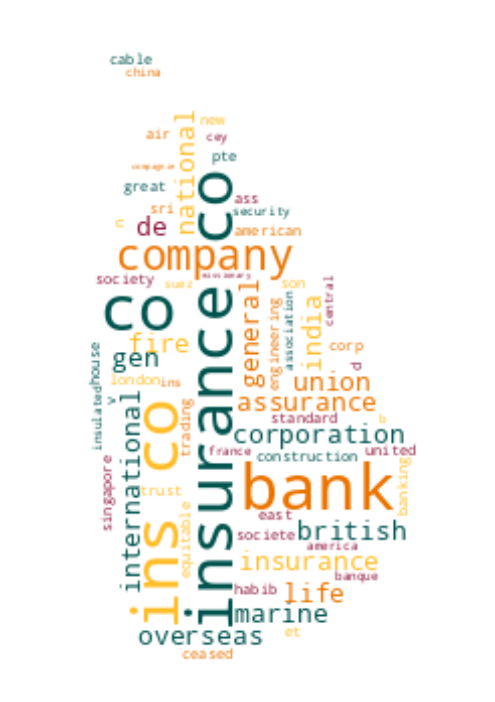 cable
china
new
national
air
cey
pte
compagnie
great
insurance co
ass
sri
security
c
de
american
company
missionary
society
suez
son
central
co
general
engineering
association
india
fire
corp
house
gen
d
london
ins
union
v
assurance
international
ins co
trading
standard
b
insulated
corporation
france
construction
united
singapore
bank
banking
trust
equitable
east
societe
british
america
insurance
banque
habib
life
marine
overseas
et
ceased